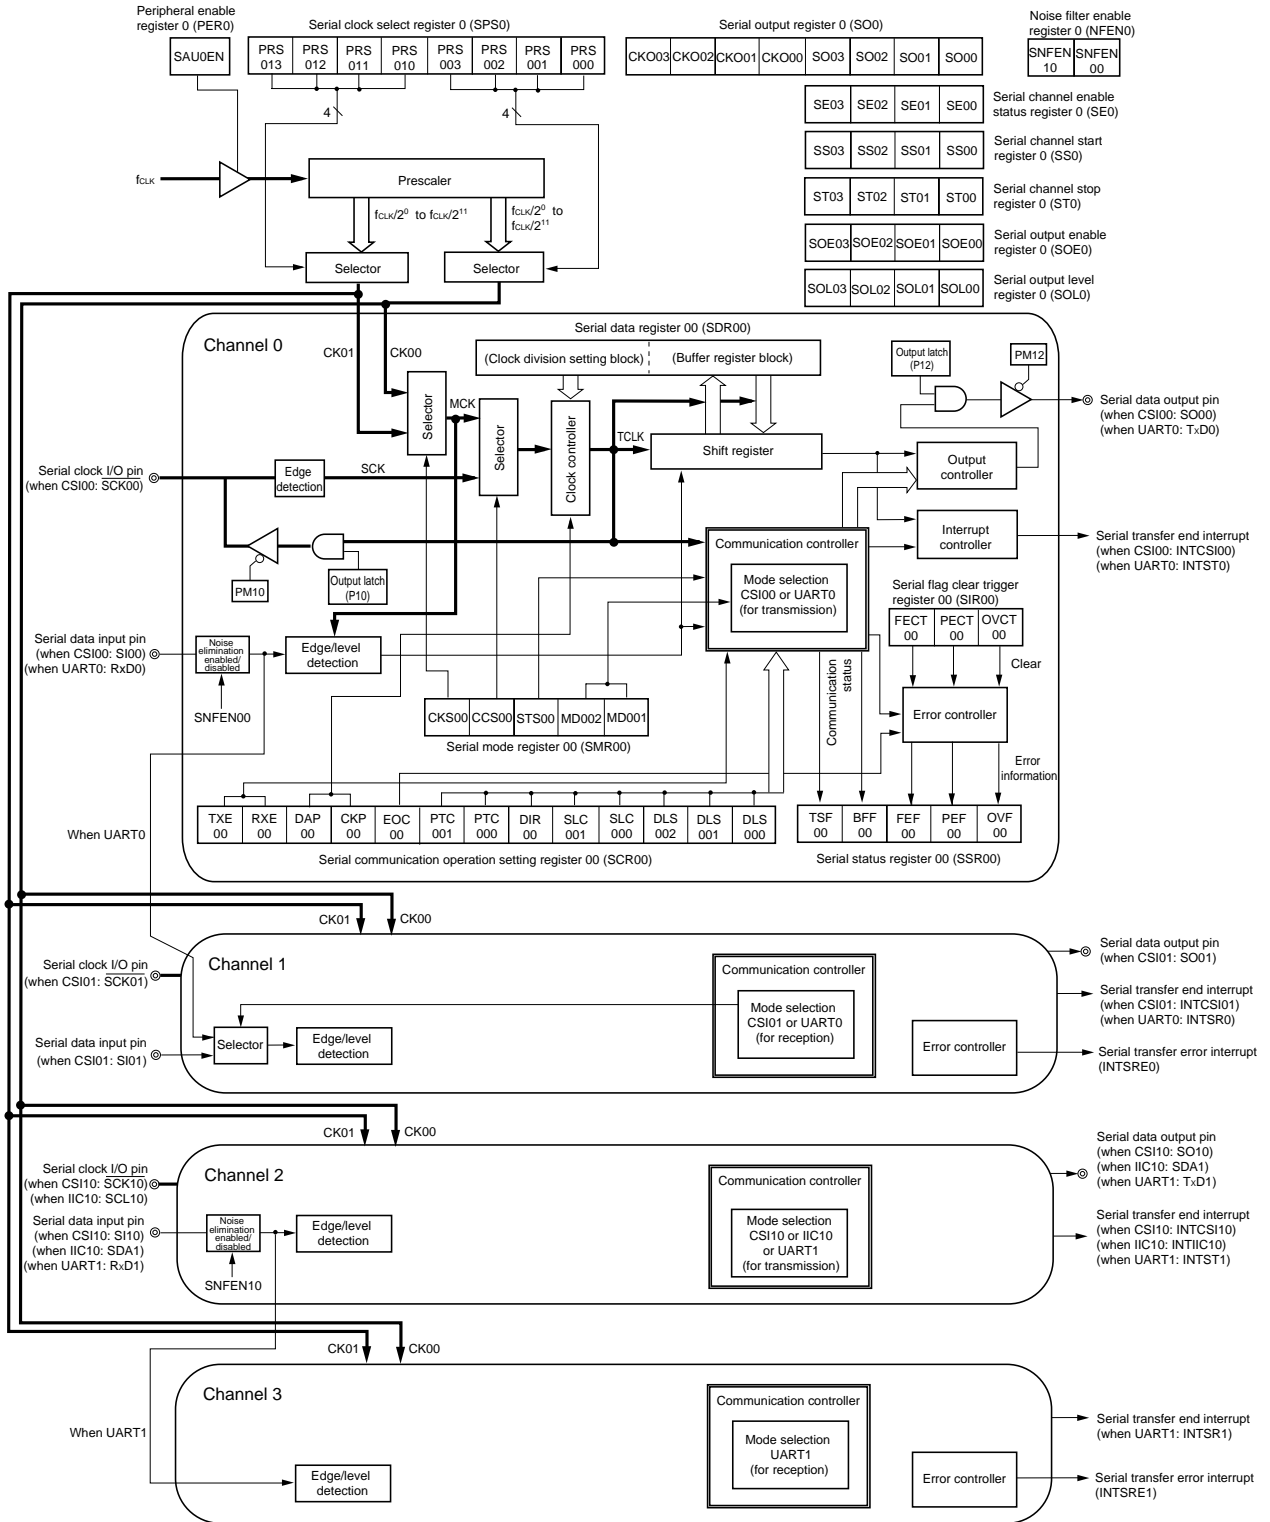 Peripheral enable
register 0 (PER0)
SAU0EN
Serial clock select register 0 (SPS0)
PRS 013 PRS 012 PRS 011 PRS 010 PRS 003 PRS 002 PRS 001 PRS 000
4
4
Serial output register 0 (SO0)
CKO03 CKO02 CKO01 CKO00 SO03 SO02 SO01 SO00
Noise filter enable
register 0 (NFEN0)
SNFEN 10 SNFEN 00
SE03 SE02 SE01 SE00
Serial channel enable
status register 0 (SE0)
SS03 SS02 SS01 SS00
Serial channel start
register 0 (SS0)
ST03 ST02 ST01 ST00
Serial channel stop
register 0 (ST0)
SOE03 SOE02 SOE01 SOE00
Serial output enable
register 0 (SOE0)
SOL03 SOL02 SOL01 SOL00
Serial output level
register 0 (SOL0)
fCLK
Prescaler
fCLK/2⁰ to fCLK/2¹¹
fCLK/2⁰ to
fCLK/2¹¹
Selector
Selector
Channel 0
CK01
CK00
Serial data register 00 (SDR00)
(Clock division setting block)
(Buffer register block)
Output latch
(P12)
PM12
Serial data output pin
(when CSI00: SO00)
(when UART0: TxD0)
Selector
MCK
Selector
Clock controller
TCLK
Shift register
Output
controller
Serial clock I/O pin
(when CSI00: SCK00)
Edge
detection
SCK
Interrupt
controller
Serial transfer end interrupt
(when CSI00: INTCSI00)
(when UART0: INTST0)
Communication controller
Mode selection
CSI00 or UART0
(for transmission)
PM10
Output latch
(P10)
Serial flag clear trigger
register 00 (SIR00)
FECT 00 PECT 00 OVCT 00
Clear
Serial data input pin
(when CSI00: SI00)
(when UART0: RxD0)
Noise
elimination
enabled/
disabled
SNFEN00
Edge/level
detection
Communication
status
Error controller
CKS00 CCS00 STS00 MD002 MD001
Serial mode register 00 (SMR00)
Error
information
When UART0
TXE 00 RXE 00 DAP 00 CKP 00 EOC 00 PTC 001 PTC 000 DIR 00 SLC 001 SLC 000 DLS 002 DLS 001 DLS 000
Serial communication operation setting register 00 (SCR00)
TSF 00 BFF 00 FEF 00 PEF 00 OVF 00
Serial status register 00 (SSR00)
CK01
CK00
Channel 1
Serial clock I/O pin
(when CSI01: SCK01)
Serial data input pin
(when CSI01: SI01)
Selector
Edge/level
detection
Communication controller
Mode selection
CSI01 or UART0
(for reception)
Error controller
Serial data output pin
(when CSI01: SO01)
Serial transfer end interrupt
(when CSI01: INTCSI01)
(when UART0: INTSR0)
Serial transfer error interrupt
(INTSRE0)
CK01
CK00
Channel 2
Serial clock I/O pin
(when CSI10: SCK10)
(when IIC10: SCL10)
Serial data input pin
(when CSI10: SI10)
(when IIC10: SDA1)
(when UART1: RxD1)
Noise
elimination
enabled/
disabled
SNFEN10
Edge/level
detection
Communication controller
Mode selection
CSI10 or IIC10
or UART1
(for transmission)
Serial data output pin
(when CSI10: SO10)
(when IIC10: SDA1)
(when UART1: TxD1)
Serial transfer end interrupt
(when CSI10: INTCSI10)
(when IIC10: INTIIC10)
(when UART1: INTST1)
CK01
CK00
Channel 3
When UART1
Edge/level
detection
Communication controller
Mode selection
UART1
(for reception)
Error controller
Serial transfer end interrupt
(when UART1: INTSR1)
Serial transfer error interrupt
(INTSRE1)